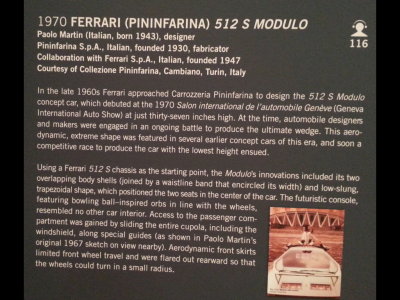 1970 FERRARI (PININFARINA) 512 S MODULO
Paolo Martin (Italian, born 1943), designer
Pininfarina S.p.A., Italian, founded 1930, fabricator
Collaboration with Ferrari S.p.A., Italian, founded 1947
Courtesy of Collezione Pininfarina, Cambiano, Turin, Italy
116
In the late 1960s Ferrari approached Carrozzeria Pininfarina to design the 512 S Modulo
concept car, which debuted at the 1970 Salon international de l'automobile Genève (Geneva
International Auto Show) at just thirty-seven inches high. At the time, automobile designers
and makers were engaged in an ongoing battle to produce the ultimate wedge. This aero-
dynamic, extreme shape was featured in several earlier concept cars of this era, and soon a
competitive race to produce the car with the lowest height ensued.
Using a Ferrari 512 S chassis as the starting point, the Modulo's innovations included its two
overlapping body shells (joined by a waistline band that encircled its width) and low-slung,
trapezoidal shape, which positioned the two seats in the center of the car. The futuristic console,
featuring bowling ball–inspired orbs in line with the wheels,
resembled no other car interior. Access to the passenger com-
partment was gained by sliding the entire cupola, including the
windshield, along special guides (as shown in Paolo Martin's
original 1967 sketch on view nearby). Aerodynamic front skirts
limited front wheel travel and were flared out rearward so that
the wheels could turn in a small radius.